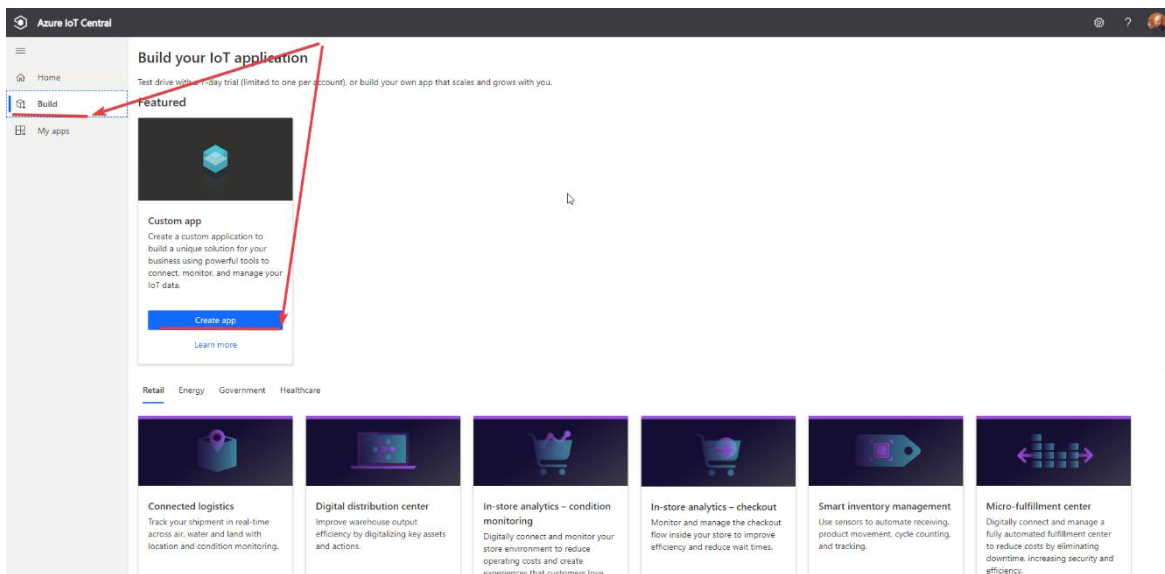 Azure IoT Central
?
Home
Build
My apps
Build your IoT application
Test drive with a 7-day trial (limited to one per account), or build your own app that scales and grows with you.
Featured
Custom app
Create a custom application to
build a unique solution for your
business using powerful tools to
connect, monitor, and manage your
IoT data.
Create app
Learn more
Retail Energy Government Healthcare
Connected logistics
Track your shipment in real-time
across air, water and land with
location and condition monitoring.
Digital distribution center
Improve warehouse output
efficiency by digitalizing key assets
and actions.
In-store analytics – condition
monitoring
Digitally connect and monitor your
store environment to reduce
operating costs and create
experiences that customers love
In-store analytics – checkout
Monitor and manage the checkout
flow inside your store to improve
efficiency and reduce wait times.
Smart inventory management
Use sensors to automate receiving,
product movement, cycle counting,
and tracking.
Micro-fulfillment center
Digitally connect and manage a
fully automated fulfillment center
to reduce costs by eliminating
downtime, increasing security and
efficiency.